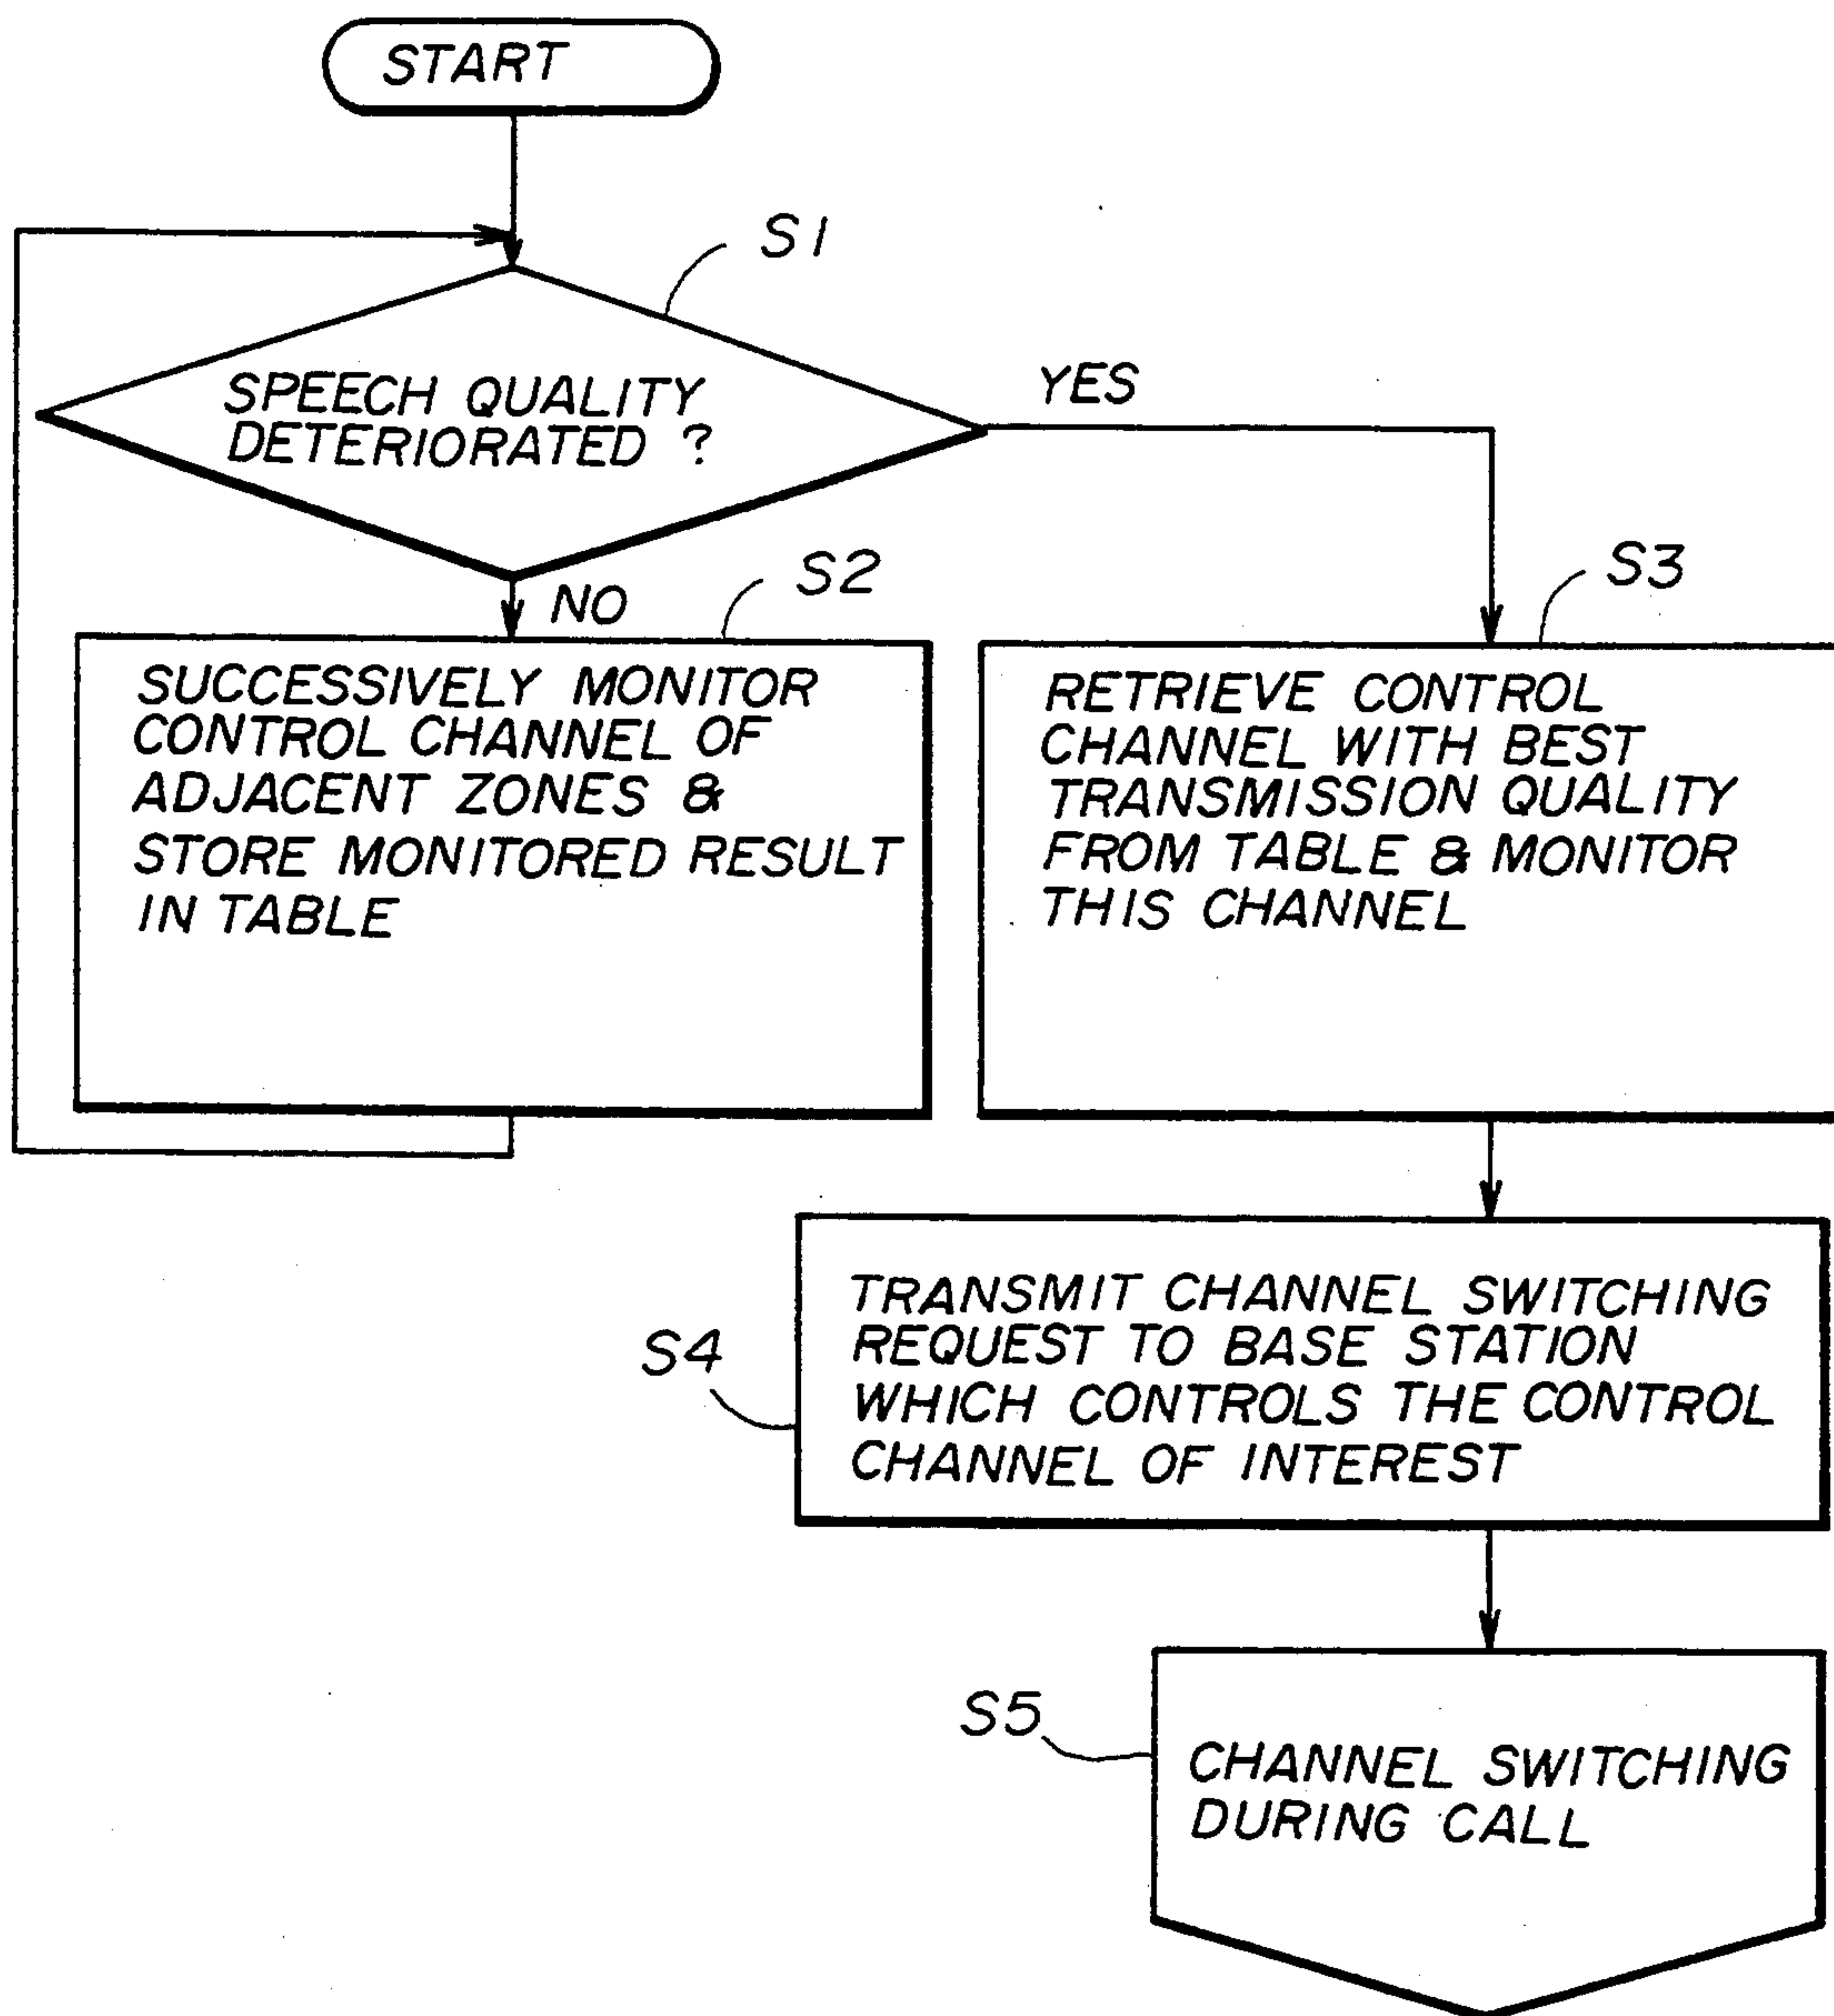 START
S1
SPEECH QUALITY
DETERIORATED ?
YES
NO
S2
SUCCESSIVELY MONITOR
CONTROL CHANNEL OF
ADJACENT ZONES &
STORE MONITORED RESULT
IN TABLE
S3
RETRIEVE CONTROL
CHANNEL WITH BEST
TRANSMISSION QUALITY
FROM TABLE & MONITOR
THIS CHANNEL
S4
TRANSMIT CHANNEL SWITCHING
REQUEST TO BASE STATION
WHICH CONTROLS THE CONTROL
CHANNEL OF INTEREST
S5
CHANNEL SWITCHING
DURING CALL